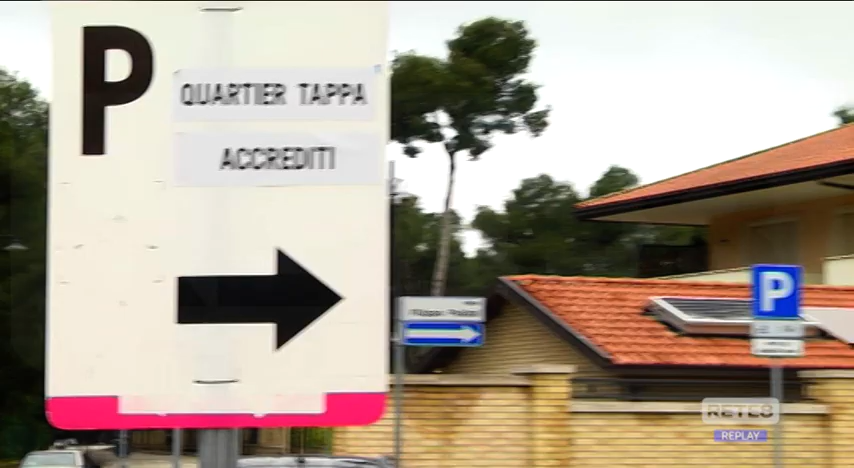 P
QUARTIER TAPPA
ACCREDITI
P
RETE8
REPLAY